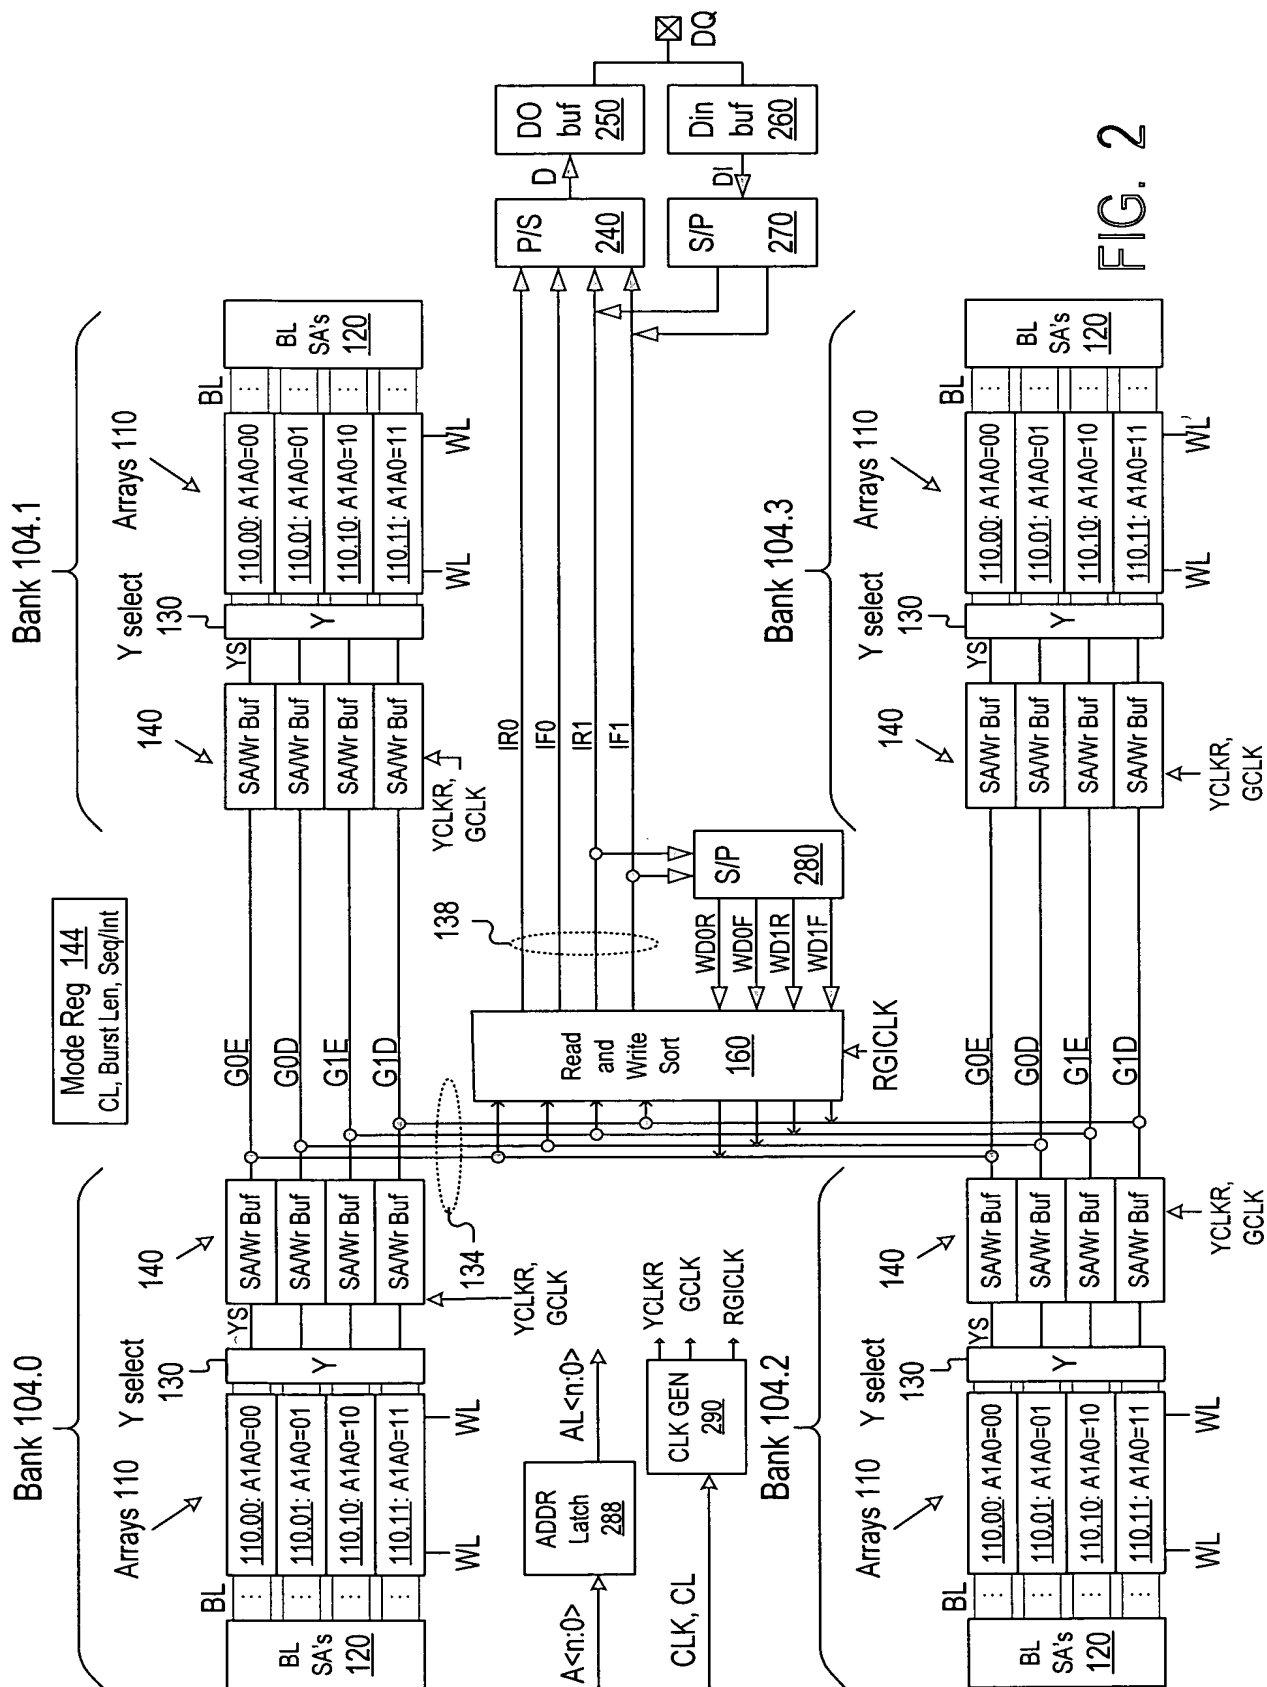 Bank 104.0
Arrays 110
Y select
130
140
BL
YS
BL
SA's
120
110.00: A1A0=00
110.01: A1A0=01
110.10: A1A0=10
110.11: A1A0=11
Y
SA/Wr Buf
SA/Wr Buf
SA/Wr Buf
SA/Wr Buf
WL
WL
YCLKR,
GCLK
134
Mode Reg 144
CL, Burst Len, Seq/Int
G0E
G0D
G1E
G1D
Bank 104.1
140
Y select
130
Arrays 110
YS
BL
SA/Wr Buf
SA/Wr Buf
SA/Wr Buf
SA/Wr Buf
Y
110.00: A1A0=00
110.01: A1A0=01
110.10: A1A0=10
110.11: A1A0=11
BL
SA's
120
YCLKR,
GCLK
WL
WL
A<n:0>
ADDR
Latch
288
AL<n:0>
CLK, CL
CLK GEN
290
YCLKR
GCLK
RGICLK
Read
and
Write
Sort
160
RGICLK
138
IR0
IF0
IR1
IF1
WD0R
WD0F
WD1R
WD1F
S/P
280
P/S
240
D
DO
buf
250
S/P
270
DI
Din
buf
260
DQ
Bank 104.2
Arrays 110
Y select
130
140
BL
YS
BL
SA's
120
110.00: A1A0=00
110.01: A1A0=01
110.10: A1A0=10
110.11: A1A0=11
Y
SA/Wr Buf
SA/Wr Buf
SA/Wr Buf
SA/Wr Buf
WL
WL
YCLKR,
GCLK
G0E
G0D
G1E
G1D
Bank 104.3
140
Y select
130
Arrays 110
YS
BL
SA/Wr Buf
SA/Wr Buf
SA/Wr Buf
SA/Wr Buf
Y
110.00: A1A0=00
110.01: A1A0=01
110.10: A1A0=10
110.11: A1A0=11
BL
SA's
120
YCLKR,
GCLK
WL
WL
FIG. 2